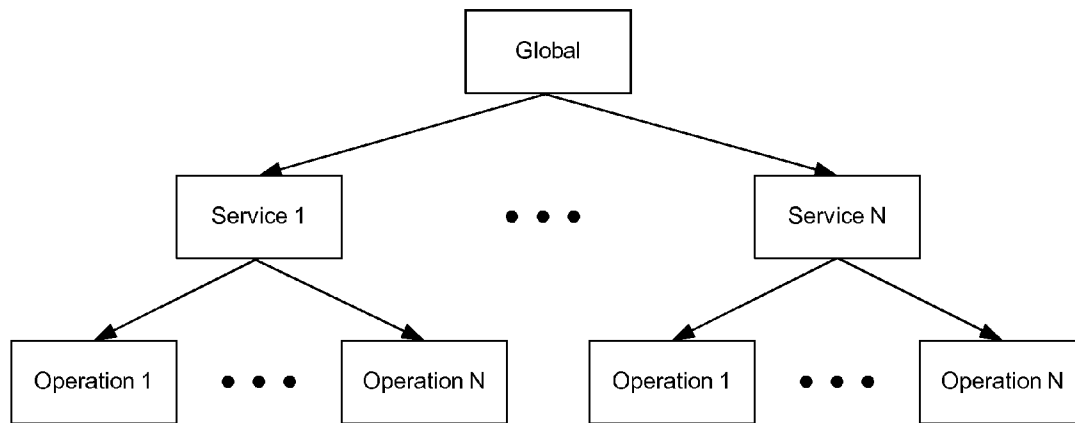 Global
Service 1
Service N
Operation 1
Operation N
Operation 1
Operation N